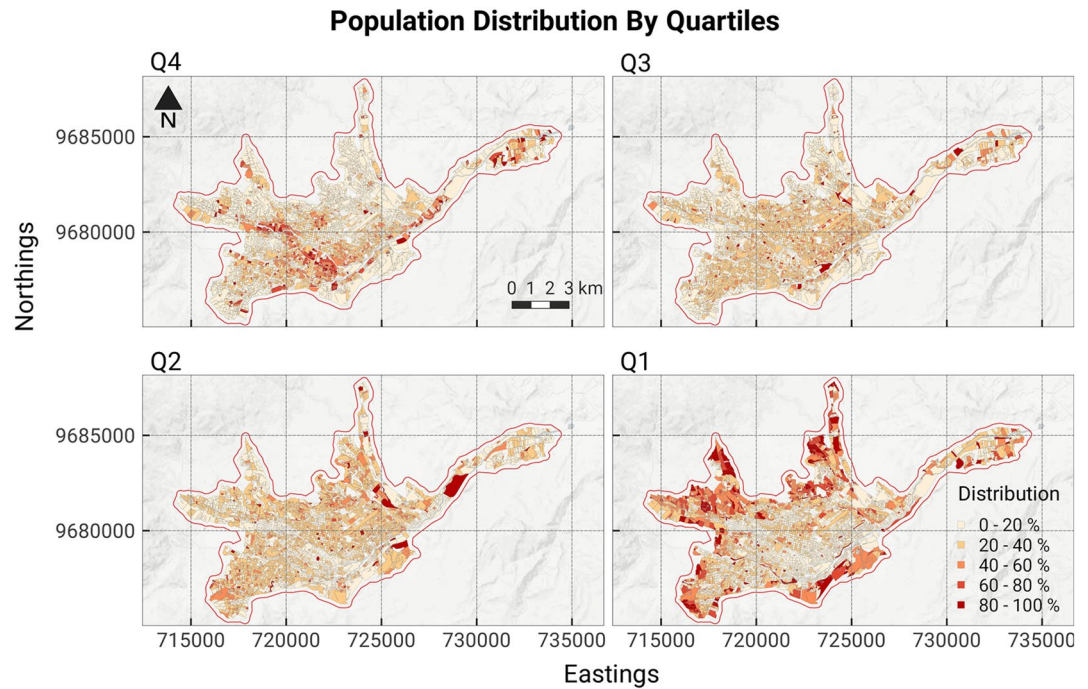 Population Distribution By Quartiles
Q4
Q3
N
9685000
9680000
0 1 2 3 km
Northings
Q2
Q1
9685000
9680000
Distribution
0 - 20 %
20 - 40 %
40 - 60 %
60 - 80 %
80 - 100 %
715000 720000 725000 730000 735000 715000 720000 725000 730000 73500
Eastings